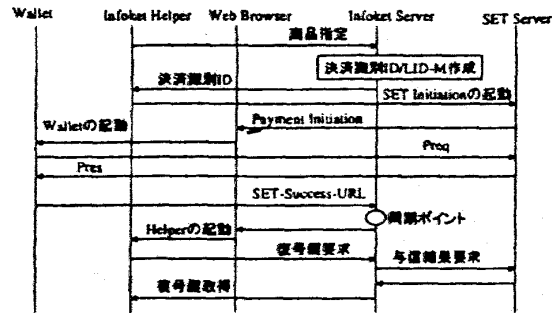 Wallet Infoket Helper Web Browser Infoket Server SET Server
商品指定
決済識別ID/LID-M作成
決済識別ID
SET Initiationの起動
Payment Initiation
Walletの起動
Preq
Pres
SET-Success-URL
同期ポイント
Helperの起動
復号鍵要求
与信結果要求
復号鍵取得